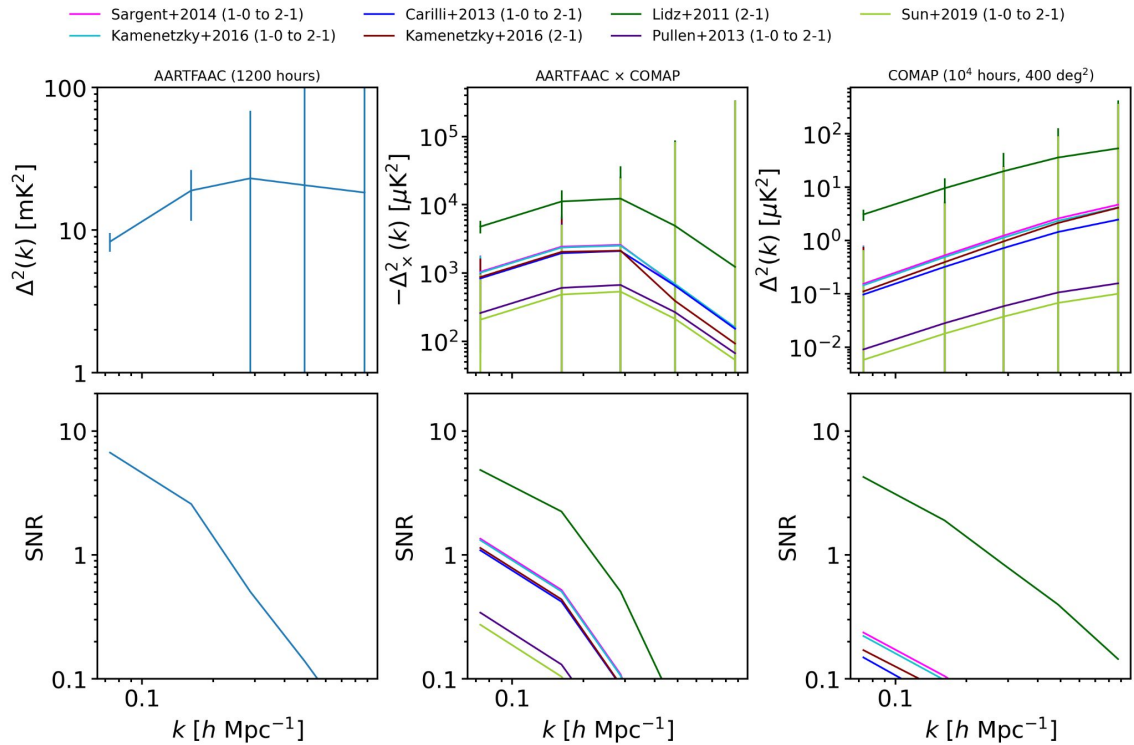 Sargent+2014 (1-0 to 2-1) Carilli+2013 (1-0 to 2-1) Lidz+2011 (2-1) Sun+2019 (1-0 to 2-1)
Kamenetzky+2016 (1-0 to 2-1) Kamenetzky+2016 (2-1) Pullen+2013 (1-0 to 2-1)
AARTFAAC (1200 hours) AARTFAAC × COMAP COMAP (10⁴ hours, 400 deg²)
Δ²(k) [mK²]
100
10
1
−Δ²ₓ(k) [μK²]
10⁵
10⁴
10³
10²
Δ²(k) [μK²]
10²
10¹
10⁰
10⁻¹
10⁻²
SNR
10
1
0.1
0.1
k [h Mpc⁻¹]
SNR
10
1
0.1
0.1
k [h Mpc⁻¹]
SNR
10
1
0.1
0.1
k [h Mpc⁻¹]